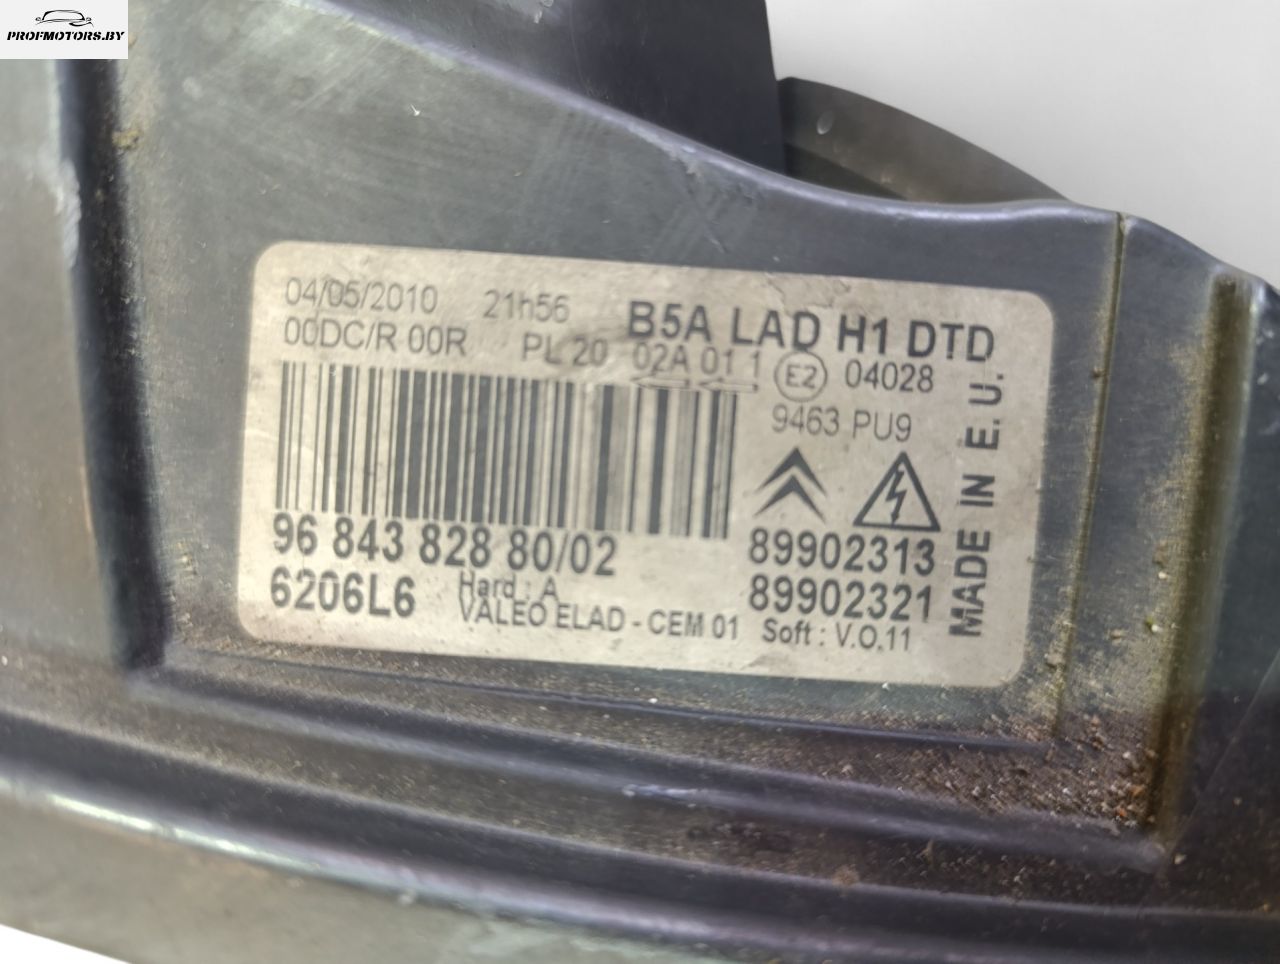 PROFMOTORS.BY
04/05/2010 21h56 B5A LAD H1 DTD
00DC/R 00R PL 20 02A 01 1 E2 04028
9463 PU9
96 843 828 80/02 89902313
6206L6 Hard : A 89902321
VALEO ELAD - CEM 01 Soft : V.O.11
MADE IN E.U.